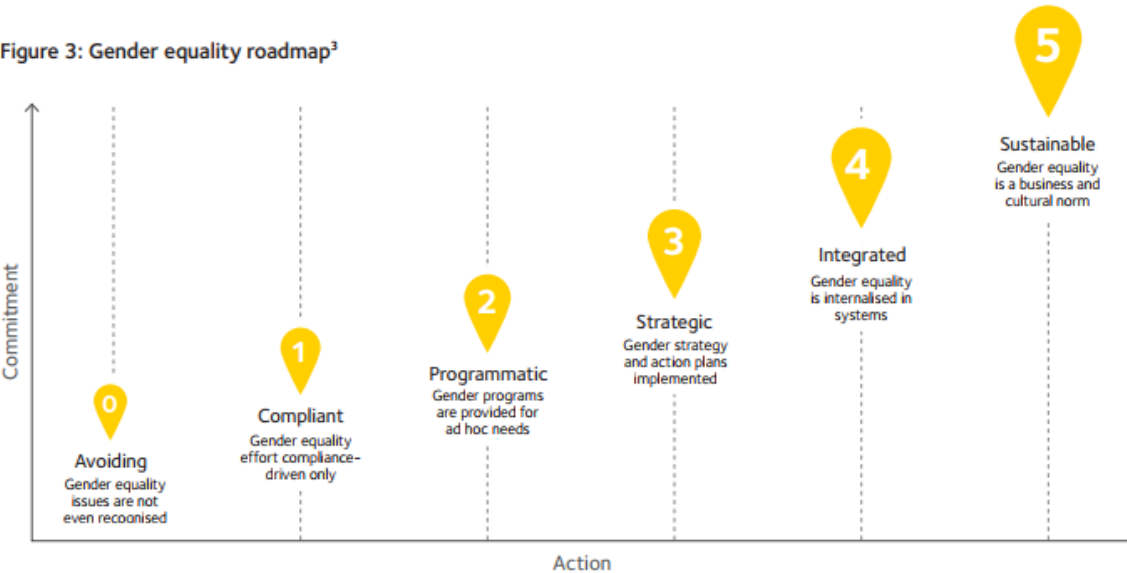 Figure 3: Gender equality roadmap³
5
Sustainable
Gender equality
is a business and
cultural norm
4
Integrated
Gender equality
is internalised in
systems
3
Strategic
Gender strategy
and action plans
implemented
2
Programmatic
Gender programs
are provided for
ad hoc needs
1
Compliant
Gender equality
effort compliance-
driven only
0
Avoiding
Gender equality
issues are not
even recognised
Commitment
Action